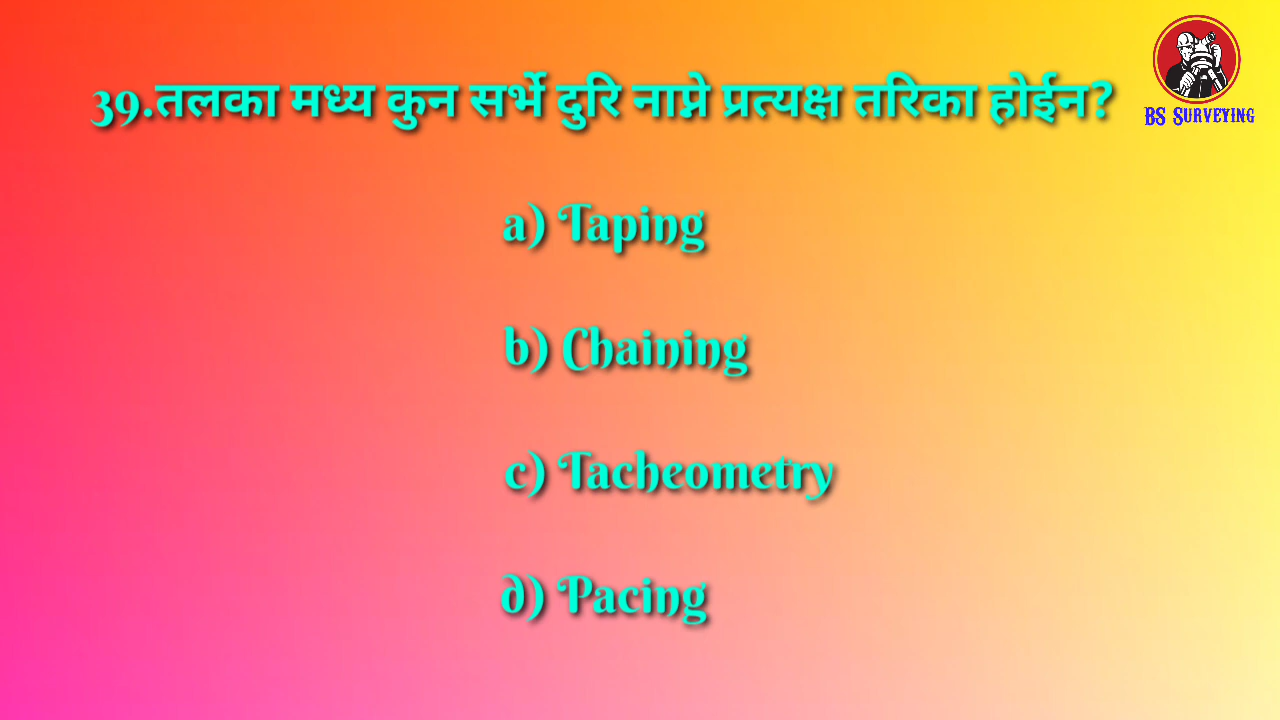 39.तलका मध्य कुन सर्भे दुरि नाप्ने प्रत्यक्ष तरिका होईन?
BS Surveying
a) Taping
b) Chaining
c) Tacheometry
d) Pacing